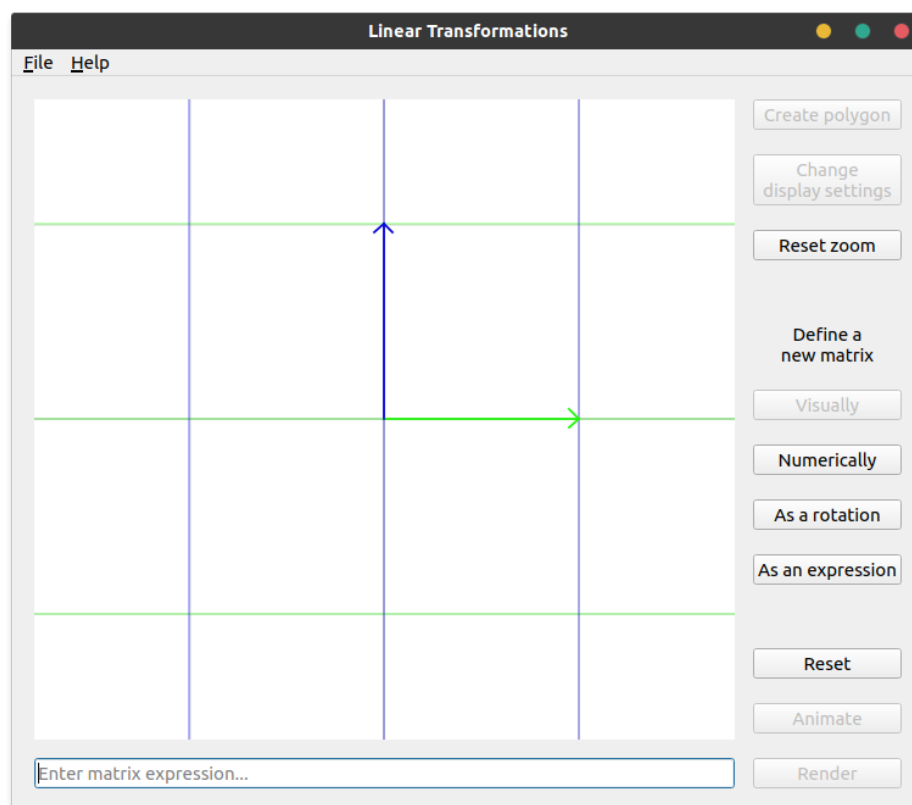 Linear Transformations
File Help
Create polygon
Change
display settings
Reset zoom
Define a
new matrix
Visually
Numerically
As a rotation
As an expression
Reset
Animate
Enter matrix expression...
Render